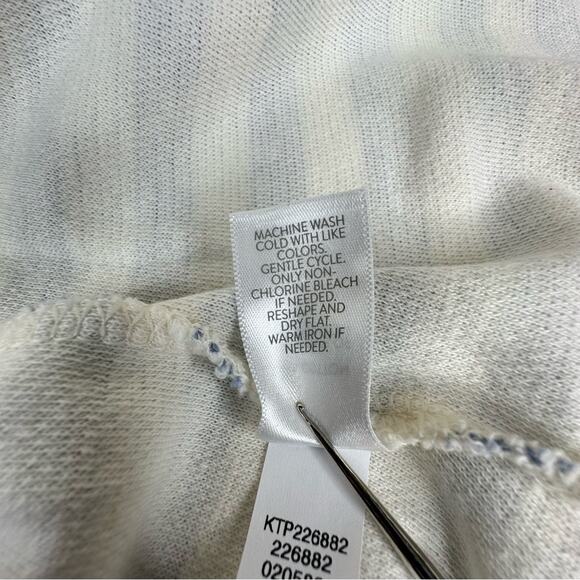 MACHINE WASH
COLD WITH LIKE
COLORS.
GENTLE CYCLE.
ONLY NON-
CHLORINE BLEACH
IF NEEDED.
RESHAPE AND
DRY FLAT.
WARM IRON IF
NEEDED.
KTP226882
226882